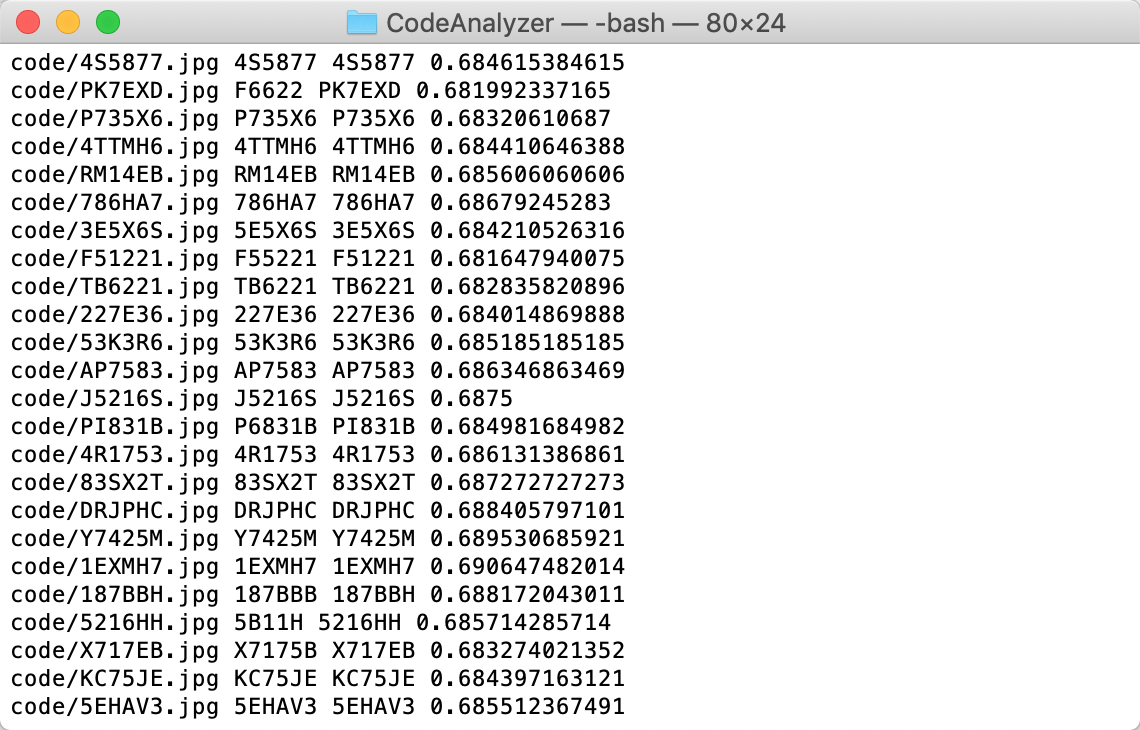 CodeAnalyzer — -bash — 80×24
code/4S5877.jpg 4S5877 4S5877 0.684615384615
code/PK7EXD.jpg F6622 PK7EXD 0.681992337165
code/P735X6.jpg P735X6 P735X6 0.68320610687
code/4TTMH6.jpg 4TTMH6 4TTMH6 0.684410646388
code/RM14EB.jpg RM14EB RM14EB 0.685606060606
code/786HA7.jpg 786HA7 786HA7 0.68679245283
code/3E5X6S.jpg 5E5X6S 3E5X6S 0.684210526316
code/F51221.jpg F55221 F51221 0.681647940075
code/TB6221.jpg TB6221 TB6221 0.682835820896
code/227E36.jpg 227E36 227E36 0.684014869888
code/53K3R6.jpg 53K3R6 53K3R6 0.685185185185
code/AP7583.jpg AP7583 AP7583 0.686346863469
code/J5216S.jpg J5216S J5216S 0.6875
code/PI831B.jpg P6831B PI831B 0.684981684982
code/4R1753.jpg 4R1753 4R1753 0.686131386861
code/83SX2T.jpg 83SX2T 83SX2T 0.687272727273
code/DRJPHC.jpg DRJPHC DRJPHC 0.688405797101
code/Y7425M.jpg Y7425M Y7425M 0.689530685921
code/1EXMH7.jpg 1EXMH7 1EXMH7 0.690647482014
code/187BBH.jpg 187BBB 187BBH 0.688172043011
code/5216HH.jpg 5B11H 5216HH 0.685714285714
code/X717EB.jpg X7175B X717EB 0.683274021352
code/KC75JE.jpg KC75JE KC75JE 0.684397163121
code/5EHAV3.jpg 5EHAV3 5EHAV3 0.685512367491